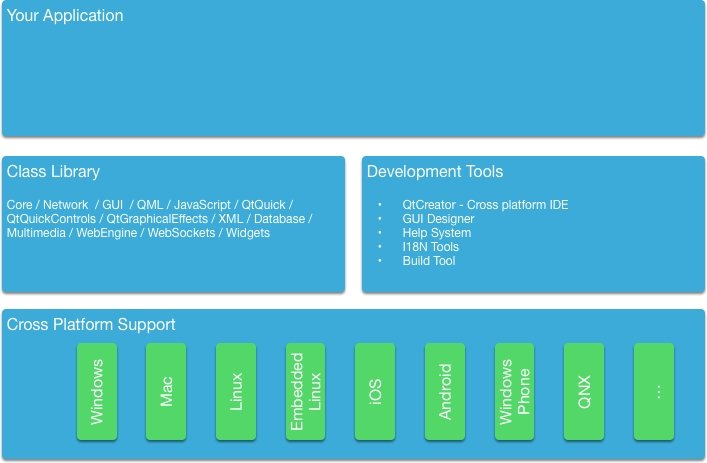 Your Application
Class Library
Core / Network / GUI / QML / JavaScript / QtQuick /
QtQuickControls / QtGraphicalEffects / XML / Database /
Multimedia / WebEngine / WebSockets / Widgets
Development Tools
• QtCreator - Cross platform IDE
• GUI Designer
• Help System
• I18N Tools
• Build Tool
Cross Platform Support
Windows
Mac
Linux
Embedded
Linux
iOS
Android
Windows
Phone
QNX
...